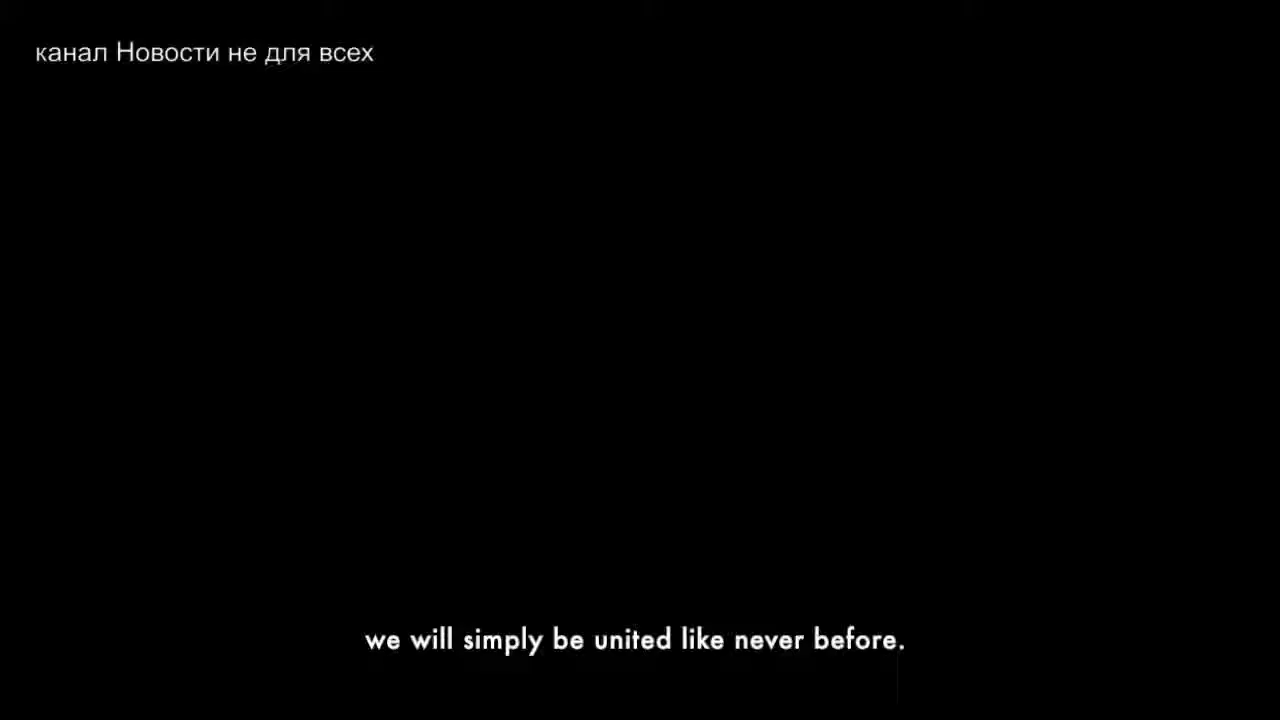 канал Новости не для всех
we will simply be united like never before.